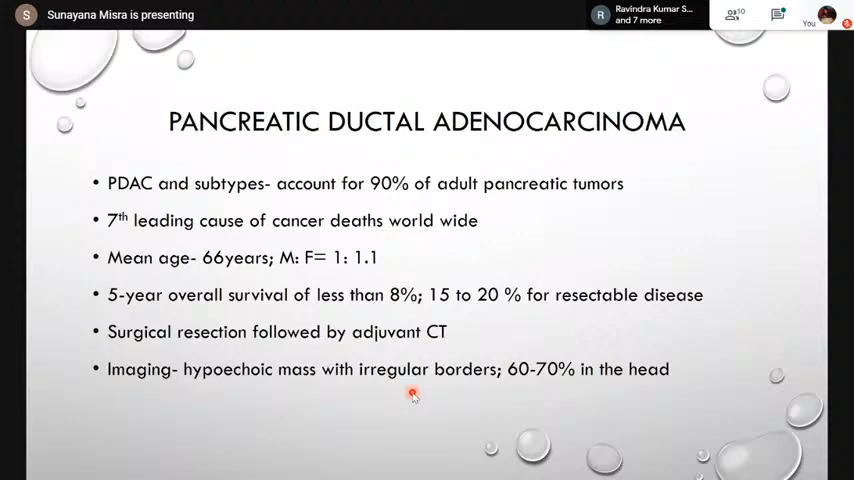 S Sunayana Misra is presenting
R Ravindra Kumar S...
and 7 more
10
You
PANCREATIC DUCTAL ADENOCARCINOMA
• PDAC and subtypes- account for 90% of adult pancreatic tumors
• 7th leading cause of cancer deaths world wide
• Mean age- 66years; M: F= 1: 1.1
• 5-year overall survival of less than 8%; 15 to 20 % for resectable disease
• Surgical resection followed by adjuvant CT
• Imaging- hypoechoic mass with irregular borders; 60-70% in the head